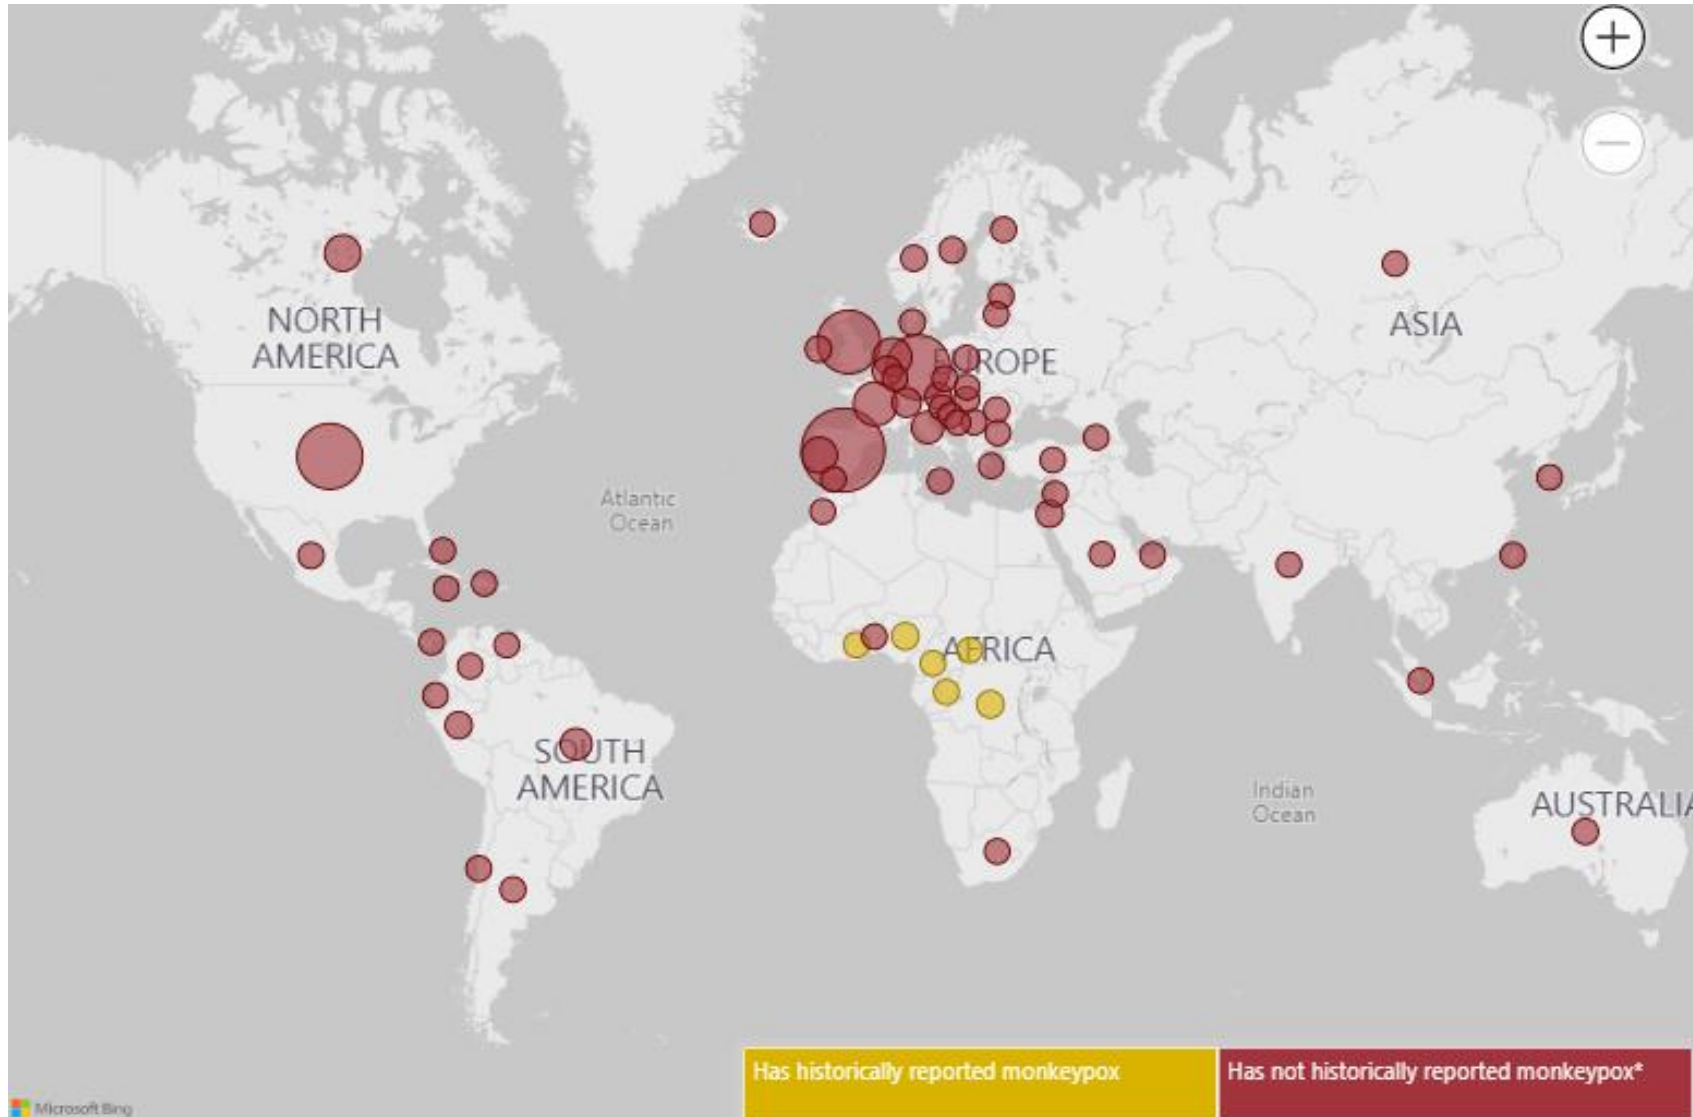 NORTH
AMERICA
EUROPE
ASIA
Atlantic
Ocean
AFRICA
SOUTH
AMERICA
Indian
Ocean
AUSTRALIA
Has historically reported monkeypox
Has not historically reported monkeypox*
Microsoft Bing